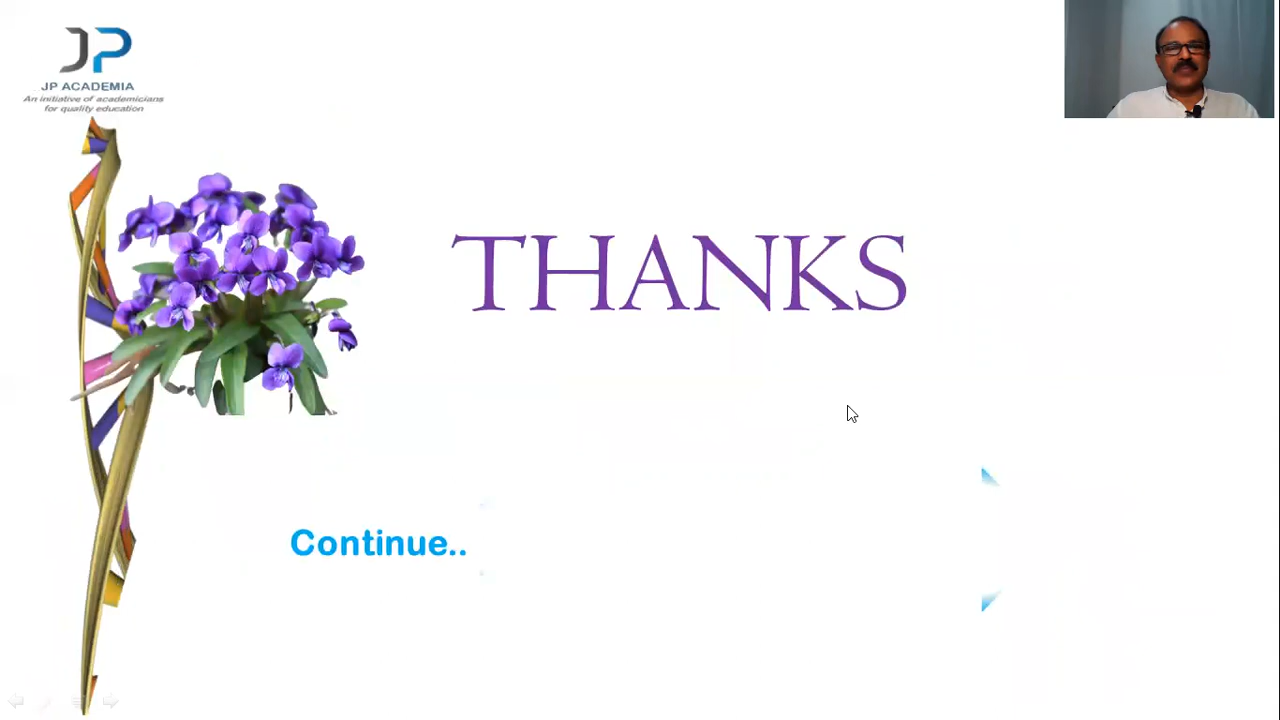 JP
JP ACADEMIA
An initiative of academicians
for quality education
THANKS
Continue..